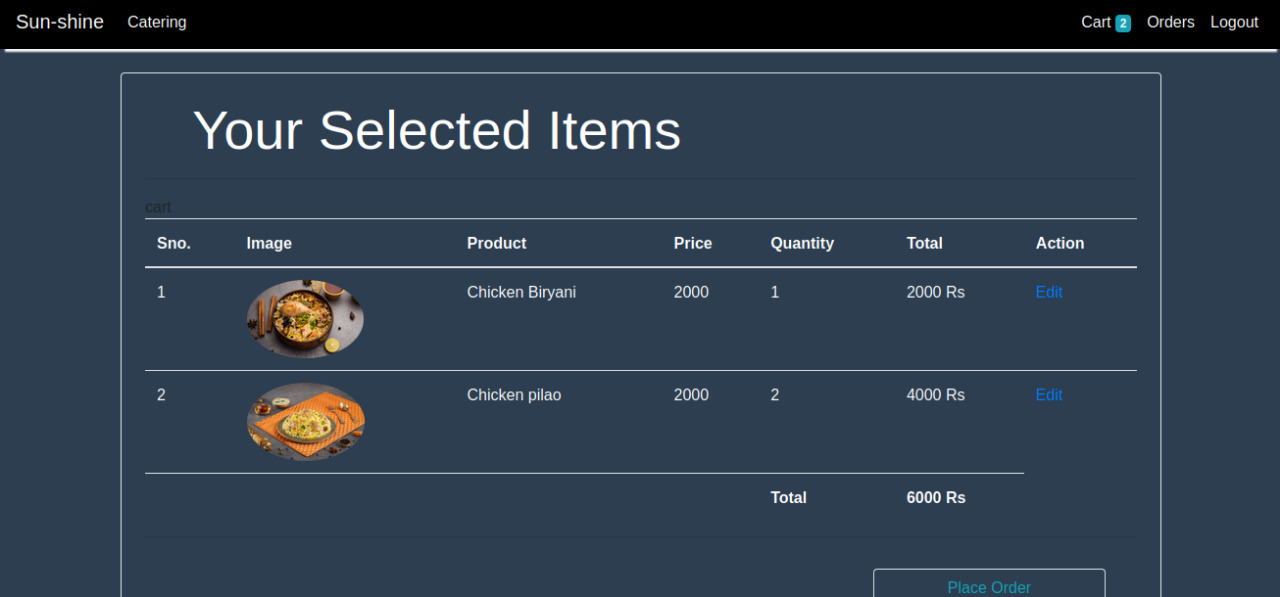 Sun-shine Catering Cart 2 Orders Logout
Your Selected Items
cart
Sno. Image Product Price Quantity Total Action
1 Chicken Biryani 2000 1 2000 Rs Edit
2 Chicken pilao 2000 2 4000 Rs Edit
Total 6000 Rs
Place Order